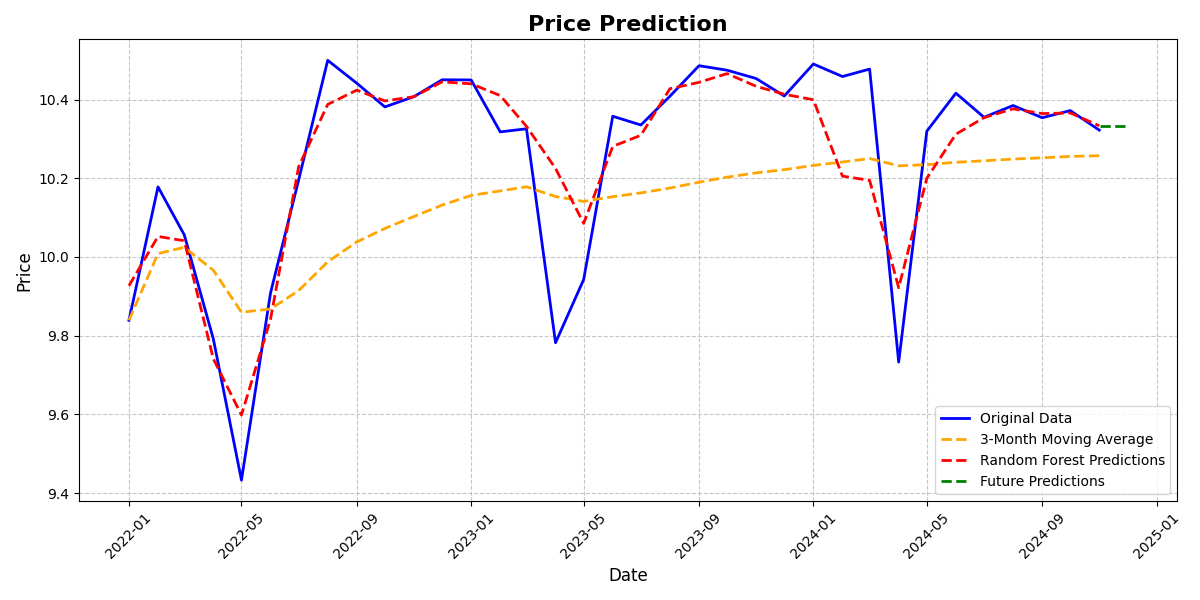 Price Prediction
Price
10.4
10.2
10.0
9.8
9.6
9.4
Original Data
3-Month Moving Average
Random Forest Predictions
Future Predictions
2022-01
2022-05
2022-09
2023-01
2023-05
2023-09
2024-01
2024-05
2024-09
2025-01
Date